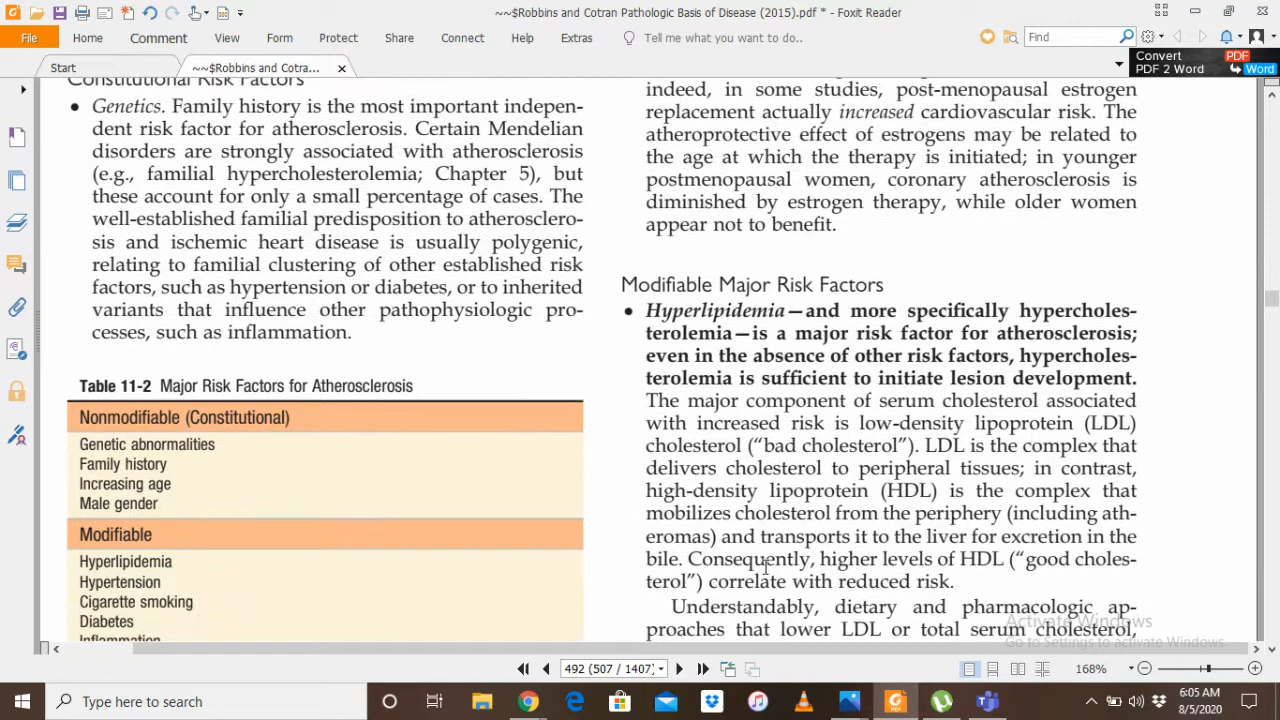 ~~$Robbins and Cotran Pathologic Basis of Disease (2015).pdf * - Foxit Reader
File
Home
Comment
View
Form
Protect
Share
Connect
Help
Extras
Tell me what you want to do..
Find
Start
~~$Robbins and Cotra...
Convert
PDF 2 Word
PDF
Word
Constitutional Risk Factors
• Genetics. Family history is the most important indepen-
dent risk factor for atherosclerosis. Certain Mendelian
disorders are strongly associated with atherosclerosis
(e.g., familial hypercholesterolemia; Chapter 5), but
these account for only a small percentage of cases. The
well-established familial predisposition to atherosclero-
sis and ischemic heart disease is usually polygenic,
relating to familial clustering of other established risk
factors, such as hypertension or diabetes, or to inherited
variants that influence other pathophysiologic pro-
cesses, such as inflammation.
Table 11-2 Major Risk Factors for Atherosclerosis
Nonmodifiable (Constitutional)
Genetic abnormalities
Family history
Increasing age
Male gender
Modifiable
Hyperlipidemia
Hypertension
Cigarette smoking
Diabetes
Inflammation
indeed, in some studies, post-menopausal estrogen
replacement actually increased cardiovascular risk. The
atheroprotective effect of estrogens may be related to
the age at which the therapy is initiated; in younger
postmenopausal women, coronary atherosclerosis is
diminished by estrogen therapy, while older women
appear not to benefit.
Modifiable Major Risk Factors
• Hyperlipidemia—and more specifically hypercholes-
terolemia—is a major risk factor for atherosclerosis;
even in the absence of other risk factors, hypercholes-
terolemia is sufficient to initiate lesion development.
The major component of serum cholesterol associated
with increased risk is low-density lipoprotein (LDL)
cholesterol (“bad cholesterol”). LDL is the complex that
delivers cholesterol to peripheral tissues; in contrast,
high-density lipoprotein (HDL) is the complex that
mobilizes cholesterol from the periphery (including ath-
eromas) and transports it to the liver for excretion in the
bile. Consequently, higher levels of HDL (“good choles-
terol”) correlate with reduced risk.
Understandably, dietary and pharmacologic ap-
proaches that lower LDL or total serum cholesterol,
Activate Windows
Go to Settings to activate Windows.
492 (507 / 1407)
168%
Type here to search
6:05 AM
8/5/2020